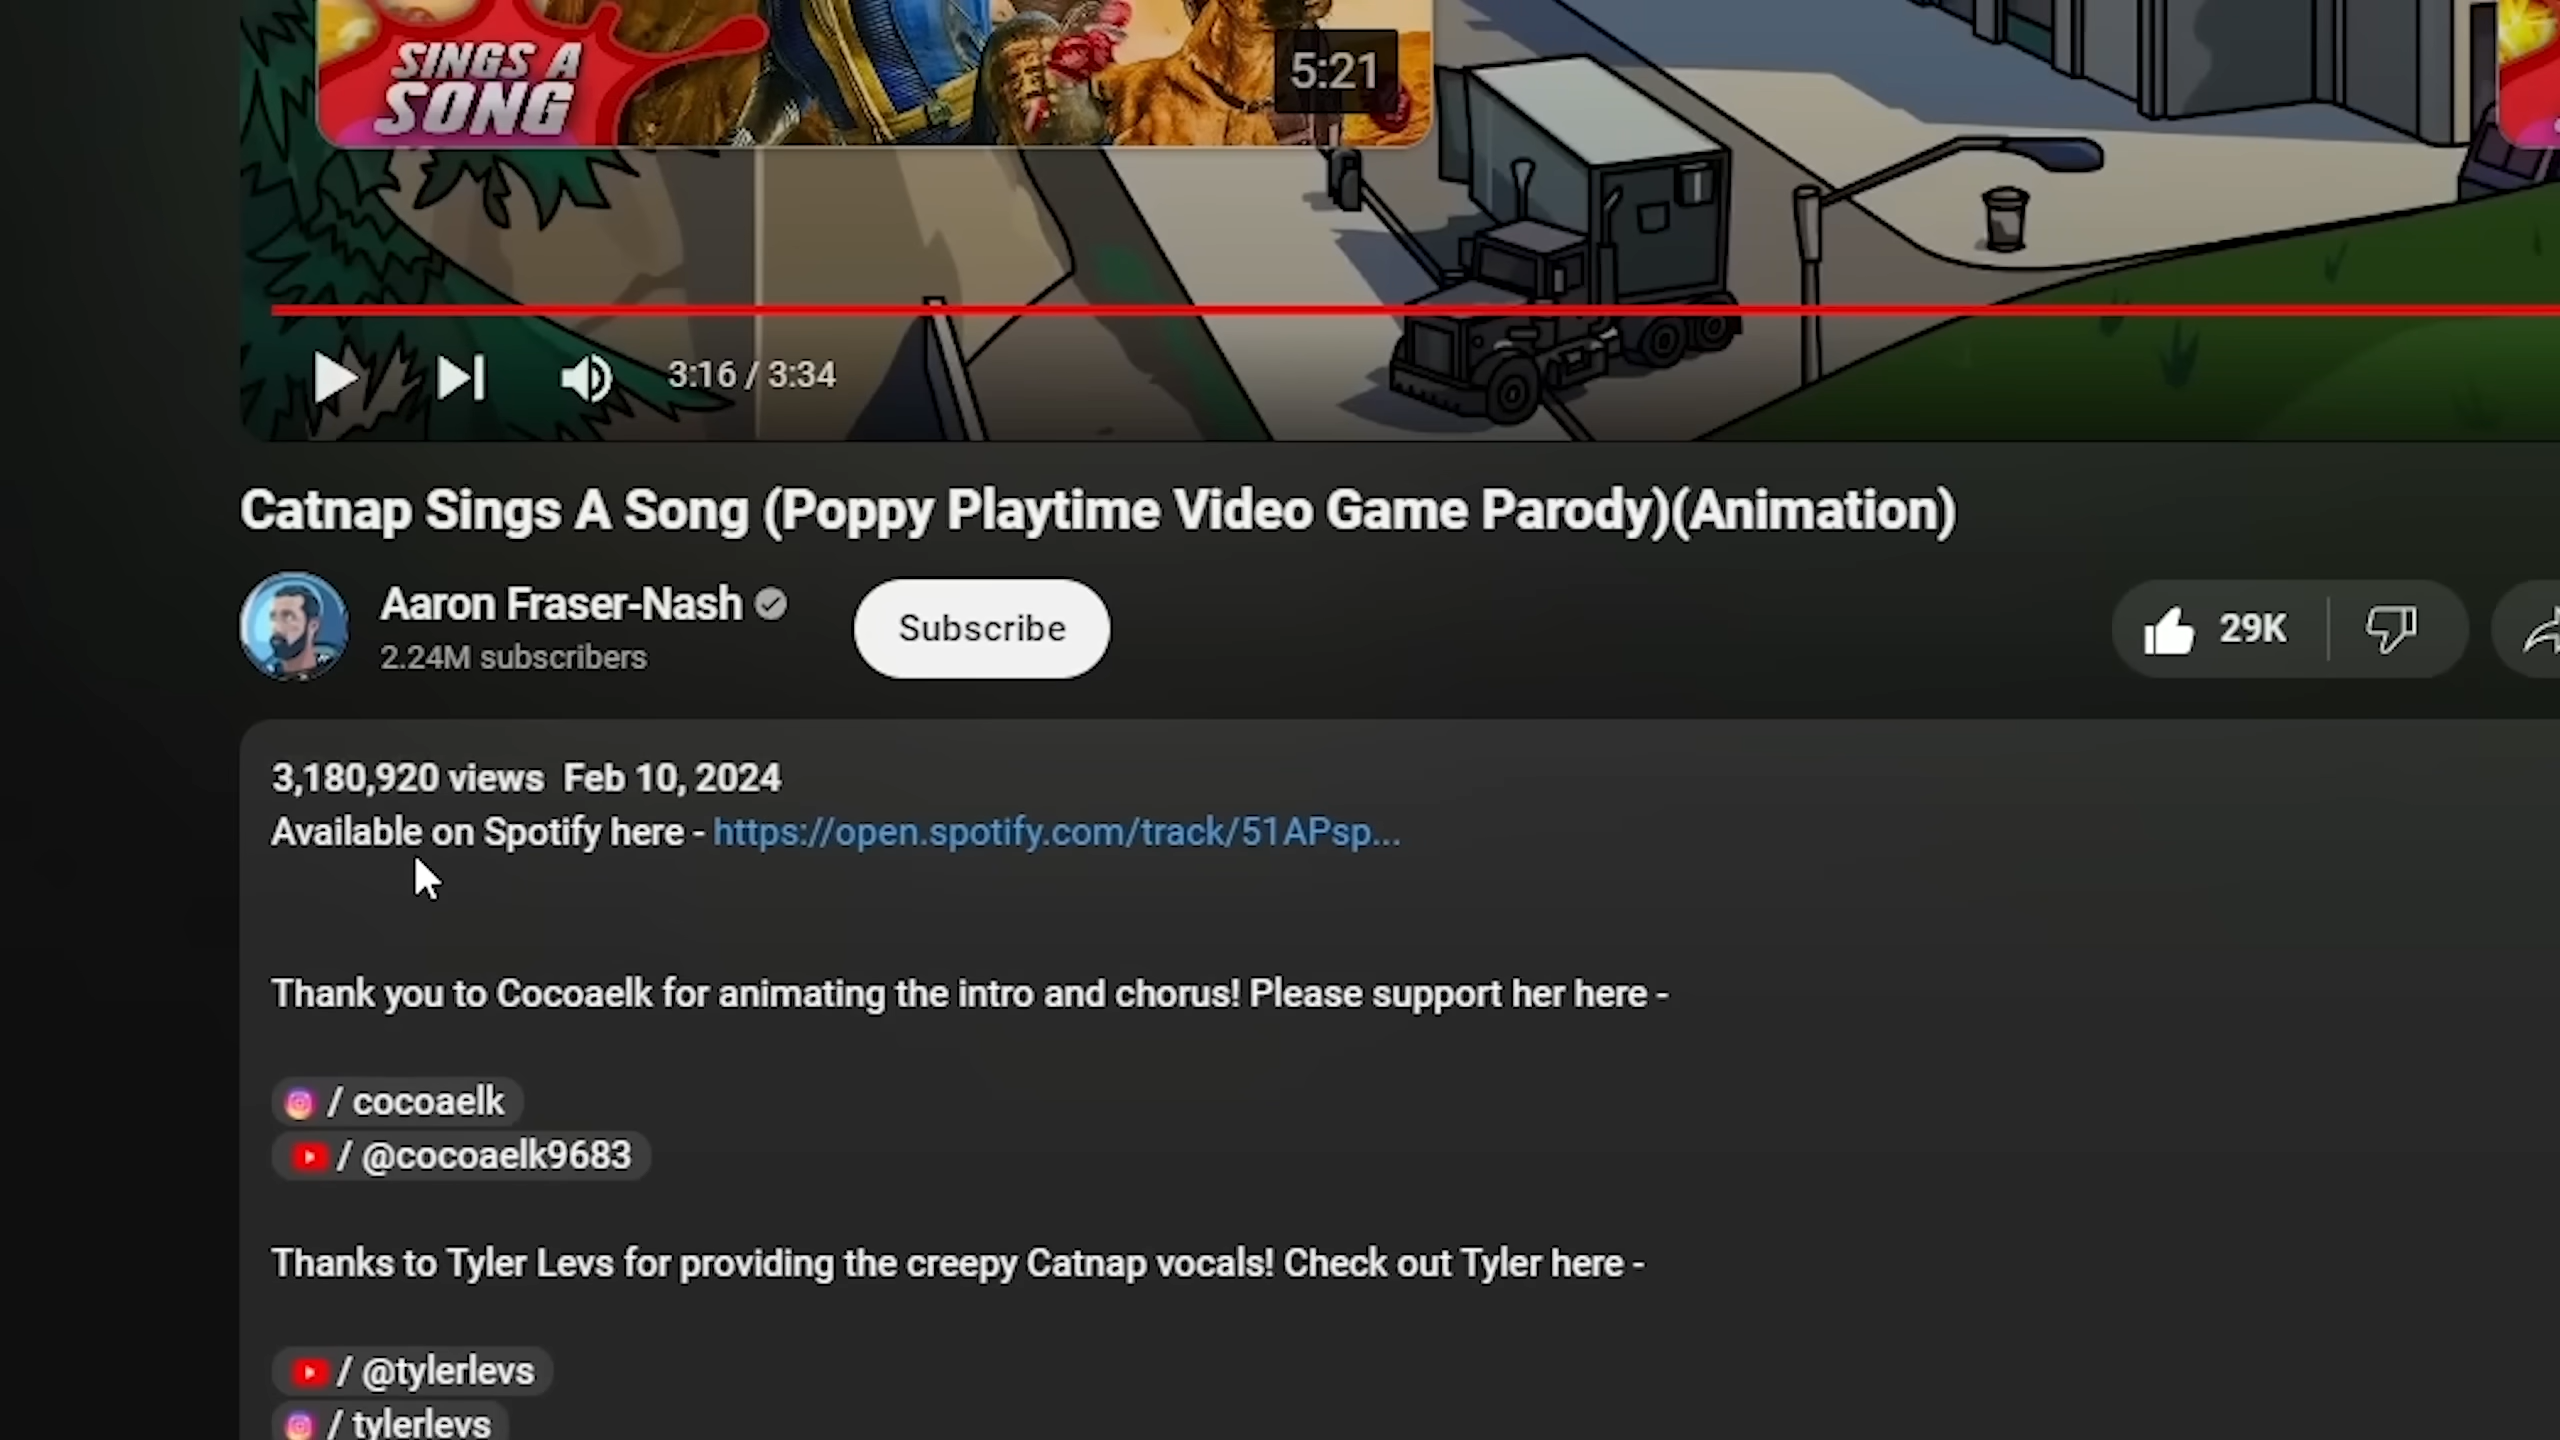 SINGS A
SONG
5:21
3:16 / 3:34
Catnap Sings A Song (Poppy Playtime Video Game Parody)(Animation)
Aaron Fraser-Nash
2.24M subscribers
Subscribe
29K
3,180,920 views Feb 10, 2024
Available on Spotify here - https://open.spotify.com/track/51APsp...
Thank you to Cocoaelk for animating the intro and chorus! Please support her here -
/ cocoaelk
/ @cocoaelk9683
Thanks to Tyler Levs for providing the creepy Catnap vocals! Check out Tyler here -
/ @tylerlevs
/ tylerlevs